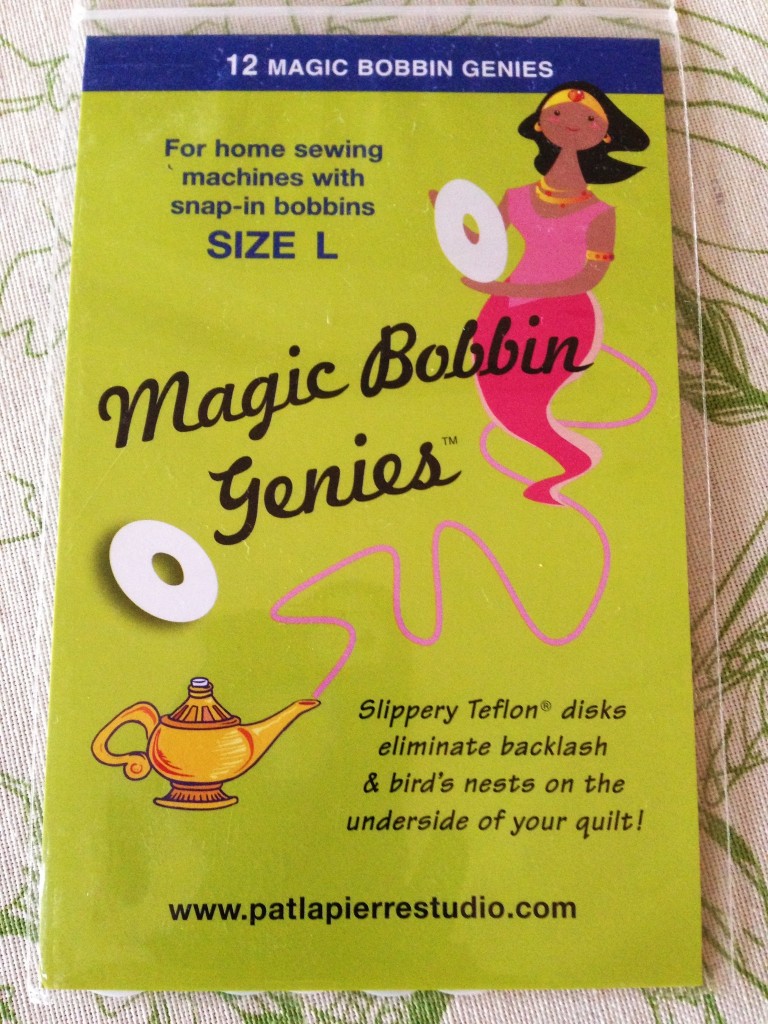 12 MAGIC BOBBIN GENIES
For home sewing
machines with
snap-in bobbins
SIZE L
Magic Bobbin
Genies™
Slippery Teflon® disks
eliminate backlash
& bird's nests on the
underside of your quilt!
www.patlapierrestudio.com